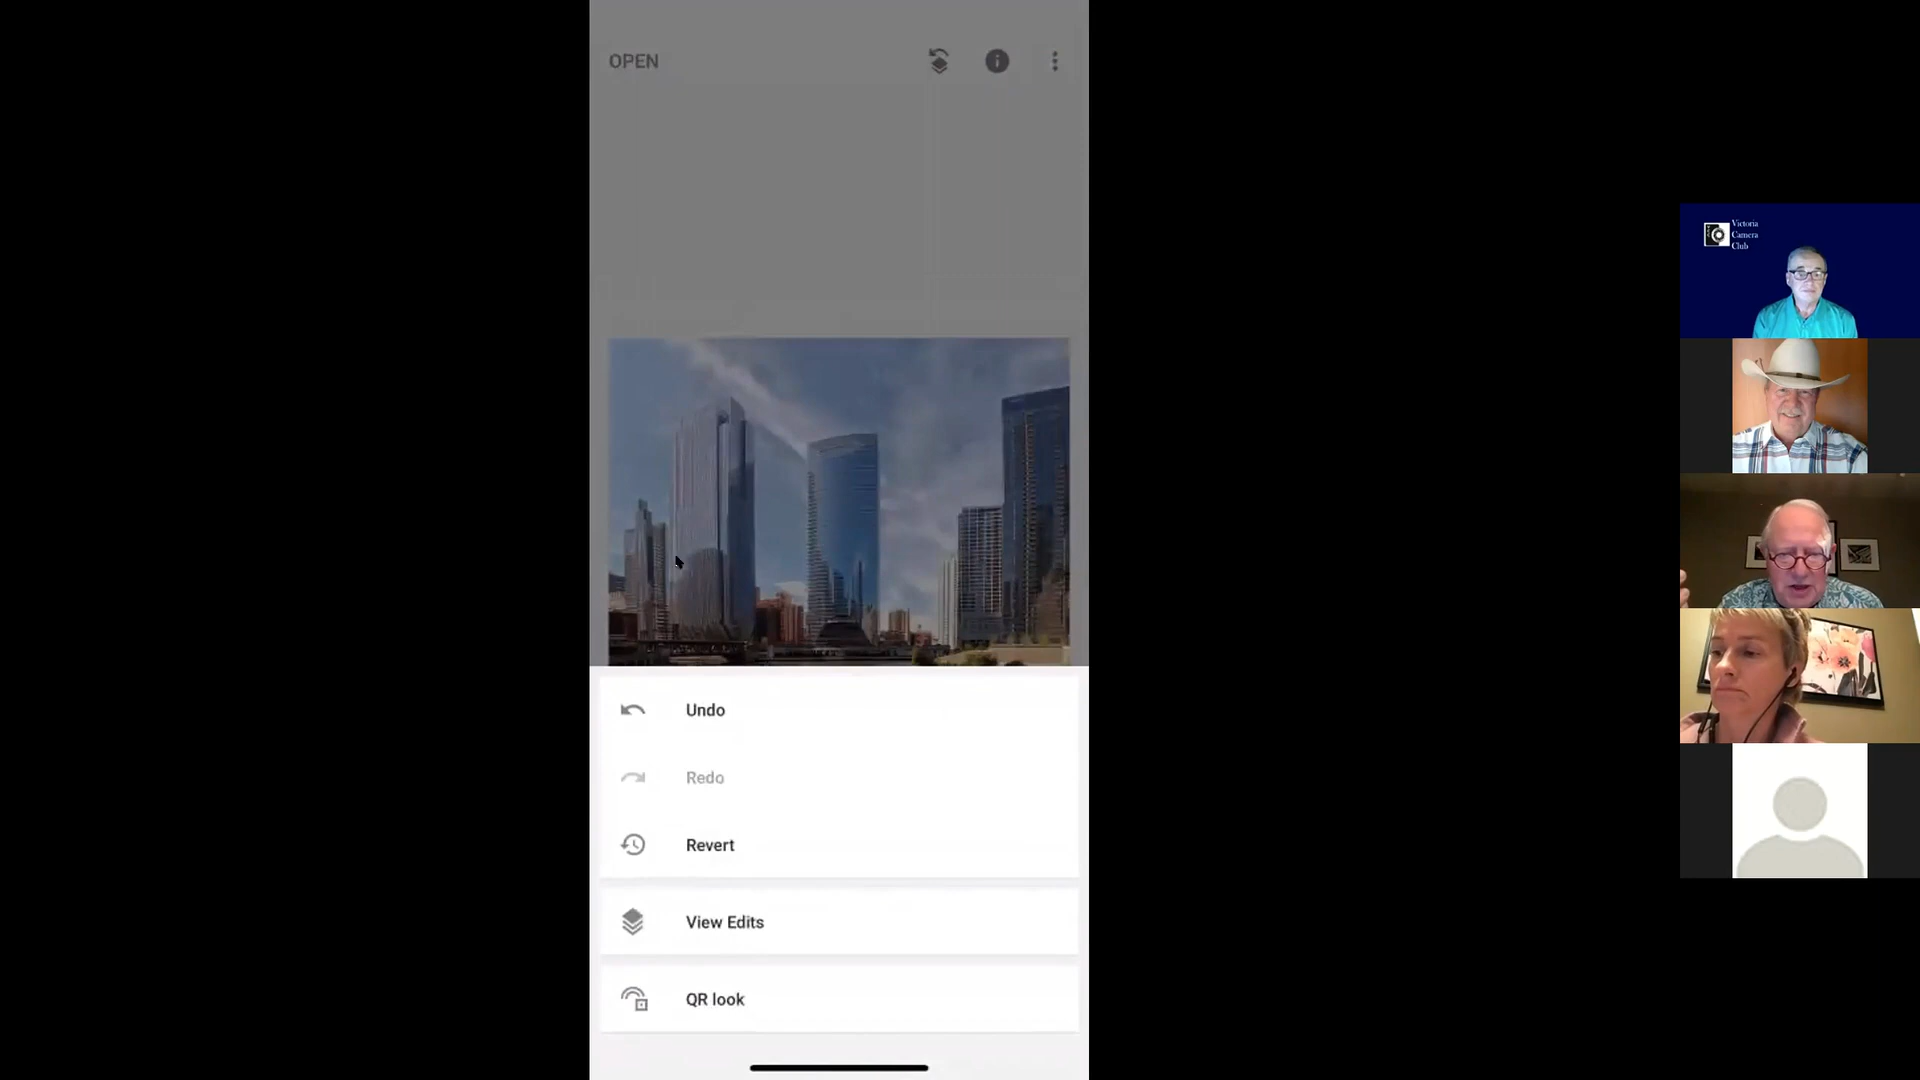 OPEN
Undo
Redo
Revert
View Edits
QR look
Victoria
Camera
Club